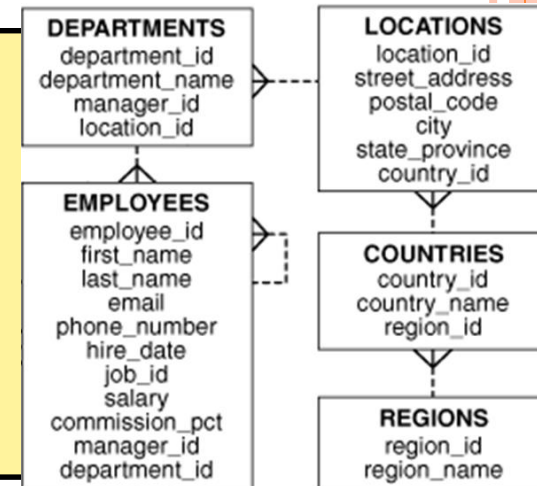 DEPARTMENTS
department_id
department_name
manager_id
location_id
EMPLOYEES
employee_id
first_name
last_name
email
phone_number
hire_date
job_id
salary
commission_pct
manager_id
department_id
LOCATIONS
location_id
street_address
postal_code
city
state_province
country_id
COUNTRIES
country_id
country_name
region_id
REGIONS
region_id
region_name